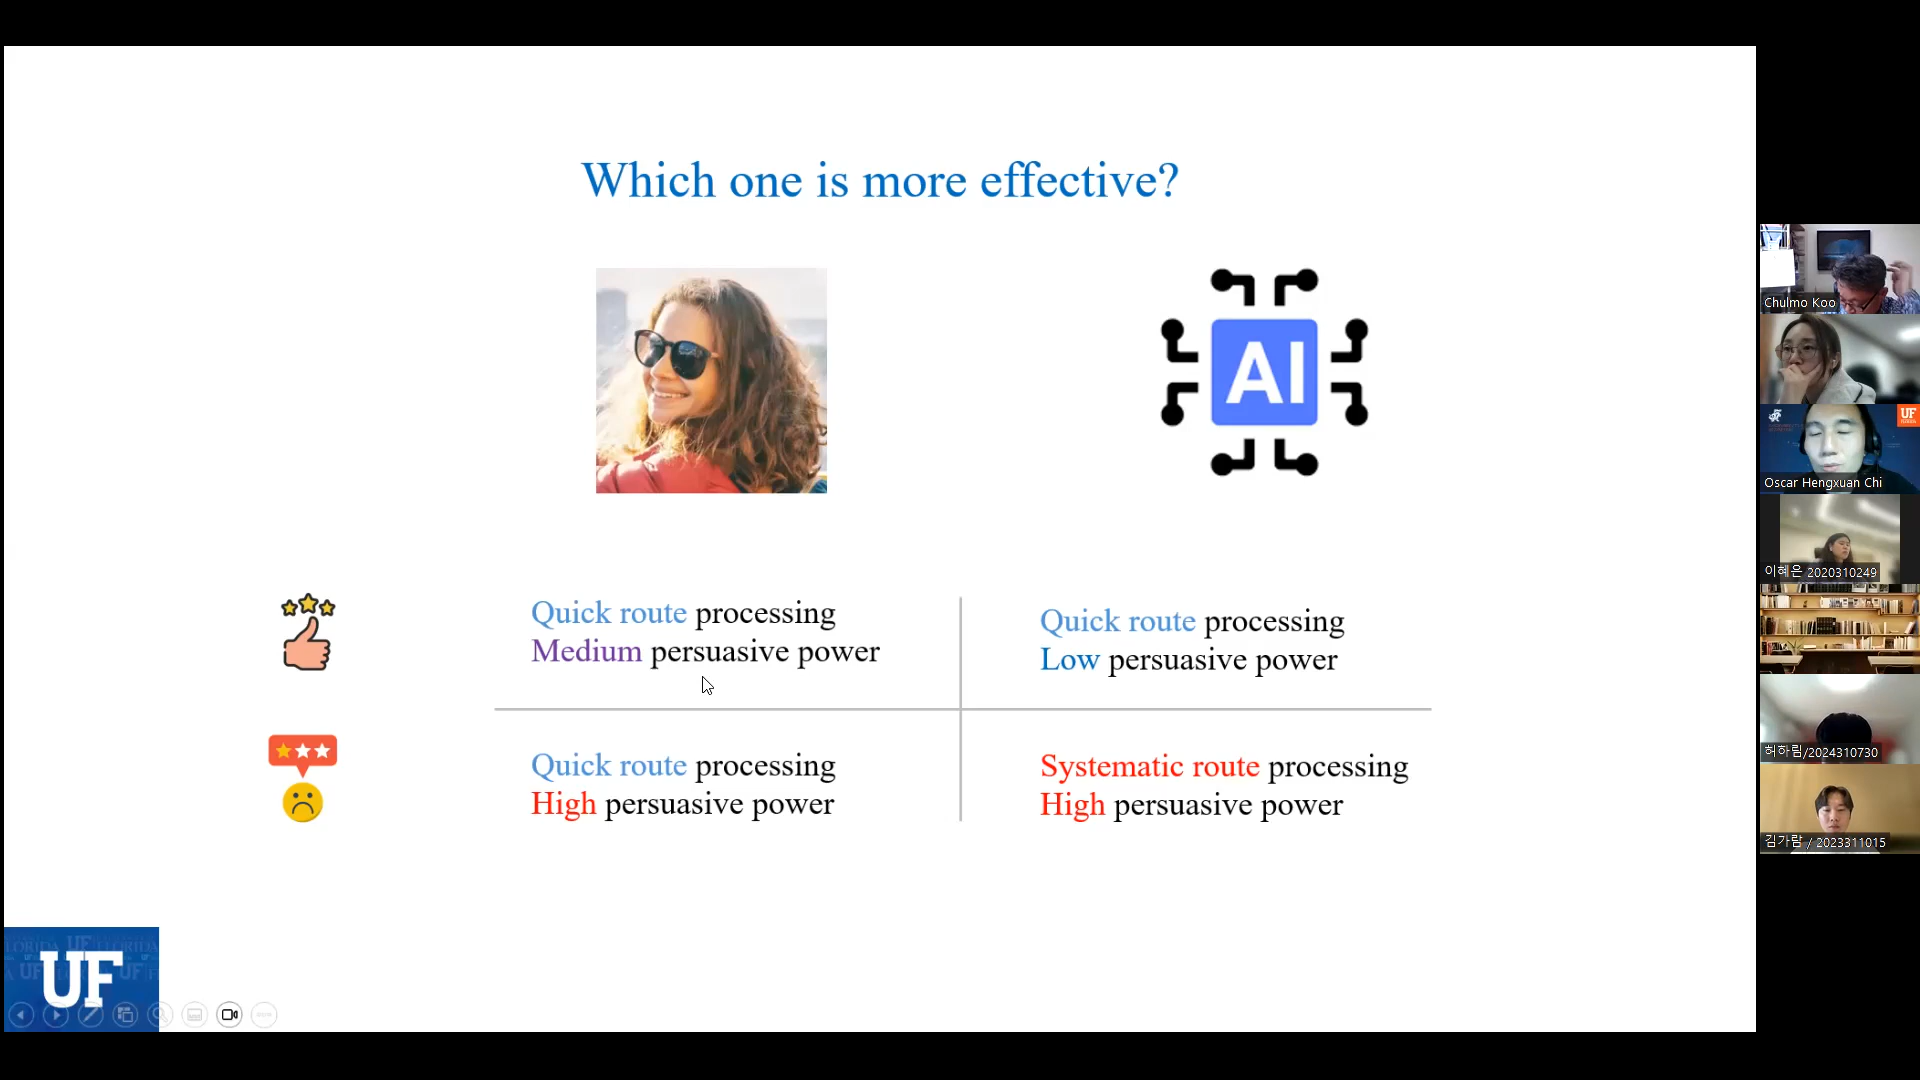 Which one is more effective?
AI
Quick route processing
Medium persuasive power
Quick route processing
Low persuasive power
Quick route processing
High persuasive power
Systematic route processing
High persuasive power
UF
Chulmo Koo
UF
Oscar Hengxuan Chi
이혜은 2020310249
허하림/2024310730
김가람 / 2023311015